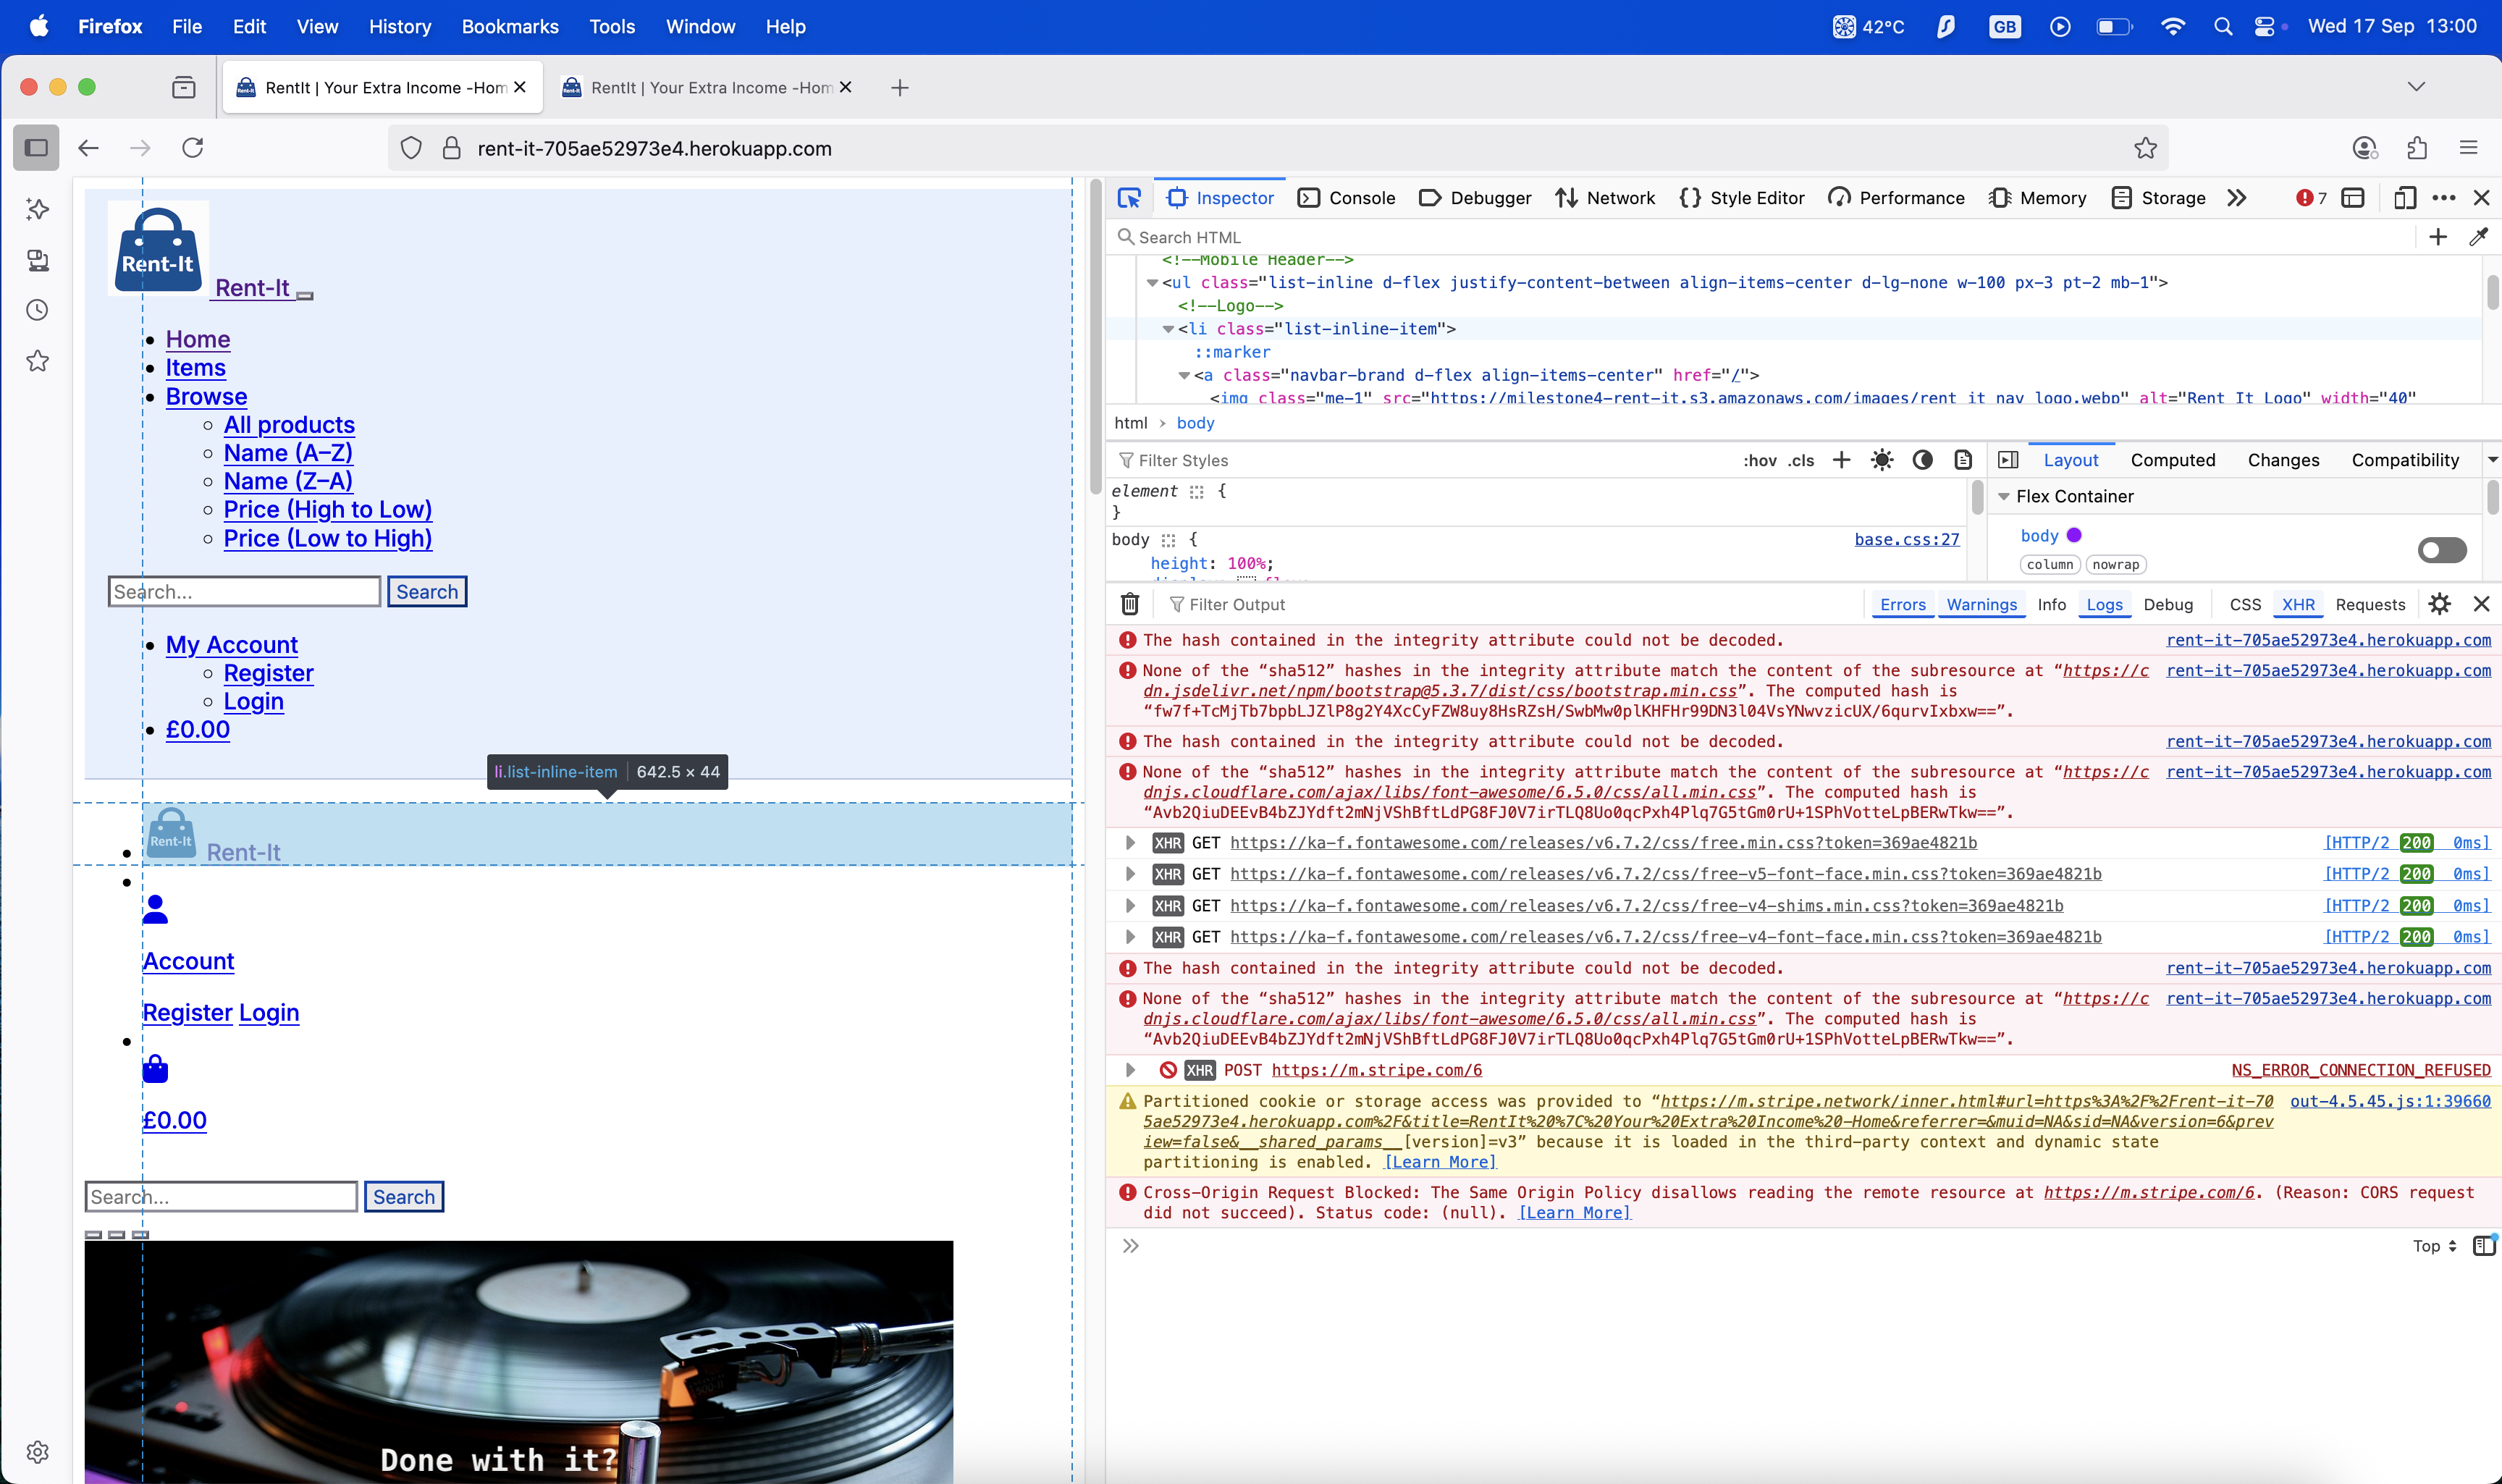 Firefox File Edit View History Bookmarks Tools Window Help 42°C GB Wed 17 Sep 13:00
RentIt | Your Extra Income -Hom RentIt | Your Extra Income -Hom
rent-it-705ae52973e4.herokuapp.com
Rent-It
Rent-It
Home
Items
Browse
All products
Name (A–Z)
Name (Z–A)
Price (High to Low)
Price (Low to High)
Search... Search
My Account
Register
Login
£0.00
li.list-inline-item 642.5 × 44
Rent-It
Rent-It
Account
Register Login
£0.00
Search... Search
Done with it?
Inspector Console Debugger Network Style Editor Performance Memory Storage 7
Search HTML
<!--Mobile Header-->
<ul class="list-inline d-flex justify-content-between align-items-center d-lg-none w-100 px-3 pt-2 mb-1">
<!--Logo-->
<li class="list-inline-item">
::marker
<a class="navbar-brand d-flex align-items-center" href="/">
<img class="me-1" src="https://milestone4-rent-it.s3.amazonaws.com/images/rent_it_nav_logo.webp" alt="Rent It Logo" width="40"
html › body
Filter Styles :hov .cls
element {
}
body { base.css:27
height: 100%;
Layout Computed Changes Compatibility
Flex Container
body
column nowrap
Filter Output Errors Warnings Info Logs Debug CSS XHR Requests
The hash contained in the integrity attribute could not be decoded. rent-it-705ae52973e4.herokuapp.com
None of the “sha512” hashes in the integrity attribute match the content of the subresource at “https://c rent-it-705ae52973e4.herokuapp.com
dn.jsdelivr.net/npm/bootstrap@5.3.7/dist/css/bootstrap.min.css”. The computed hash is
“fw7f+TcMjTb7bpbLJZlP8g2Y4XcCyFZW8uy8HsRZsH/SwbMw0plKHFHr99DN3l04VsYNwvzicUX/6qurvIxbxw==”.
The hash contained in the integrity attribute could not be decoded. rent-it-705ae52973e4.herokuapp.com
None of the “sha512” hashes in the integrity attribute match the content of the subresource at “https://c rent-it-705ae52973e4.herokuapp.com
dnjs.cloudflare.com/ajax/libs/font-awesome/6.5.0/css/all.min.css”. The computed hash is
“Avb2QiuDEEvB4bZJYdft2mNjVShBftLdPG8FJ0V7irTLQ8Uo0qcPxh4Plq7G5tGm0rU+1SPhVotteLpBERwTkw==”.
XHR GET https://ka-f.fontawesome.com/releases/v6.7.2/css/free.min.css?token=369ae4821b [HTTP/2 200 0ms]
XHR GET https://ka-f.fontawesome.com/releases/v6.7.2/css/free-v5-font-face.min.css?token=369ae4821b [HTTP/2 200 0ms]
XHR GET https://ka-f.fontawesome.com/releases/v6.7.2/css/free-v4-shims.min.css?token=369ae4821b [HTTP/2 200 0ms]
XHR GET https://ka-f.fontawesome.com/releases/v6.7.2/css/free-v4-font-face.min.css?token=369ae4821b [HTTP/2 200 0ms]
The hash contained in the integrity attribute could not be decoded. rent-it-705ae52973e4.herokuapp.com
None of the “sha512” hashes in the integrity attribute match the content of the subresource at “https://c rent-it-705ae52973e4.herokuapp.com
dnjs.cloudflare.com/ajax/libs/font-awesome/6.5.0/css/all.min.css”. The computed hash is
“Avb2QiuDEEvB4bZJYdft2mNjVShBftLdPG8FJ0V7irTLQ8Uo0qcPxh4Plq7G5tGm0rU+1SPhVotteLpBERwTkw==”.
XHR POST https://m.stripe.com/6 NS_ERROR_CONNECTION_REFUSED
Partitioned cookie or storage access was provided to “https://m.stripe.network/inner.html#url=https%3A%2F%2Frent-it-70 out-4.5.45.js:1:39660
5ae52973e4.herokuapp.com%2F&title=RentIt%20%7C%20Your%20Extra%20Income%20-Home&referrer=&muid=NA&sid=NA&version=6&prev
iew=false&__shared_params__[version]=v3” because it is loaded in the third-party context and dynamic state
partitioning is enabled. [Learn More]
Cross-Origin Request Blocked: The Same Origin Policy disallows reading the remote resource at https://m.stripe.com/6. (Reason: CORS request
did not succeed). Status code: (null). [Learn More]
Top